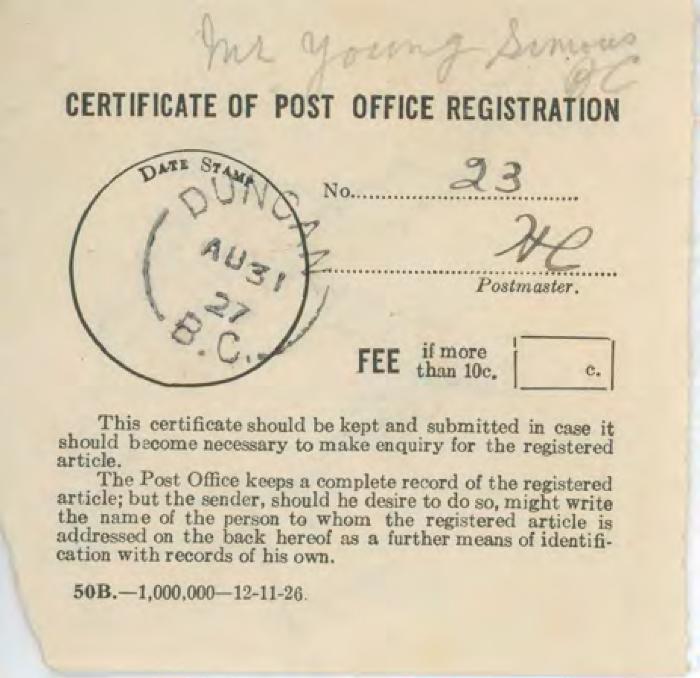 Mr Young Simous
BC
CERTIFICATE OF POST OFFICE REGISTRATION
DATE STAMP
DUNCAN
AU 31
27
B.C.
No. 23
HC
Postmaster.
FEE if more than 10c. c.
This certificate should be kept and submitted in case it
should become necessary to make enquiry for the registered
article.
The Post Office keeps a complete record of the registered
article; but the sender, should he desire to do so, might write
the name of the person to whom the registered article is
addressed on the back hereof as a further means of identifi-
cation with records of his own.
50B.—1,000,000—12-11-26.